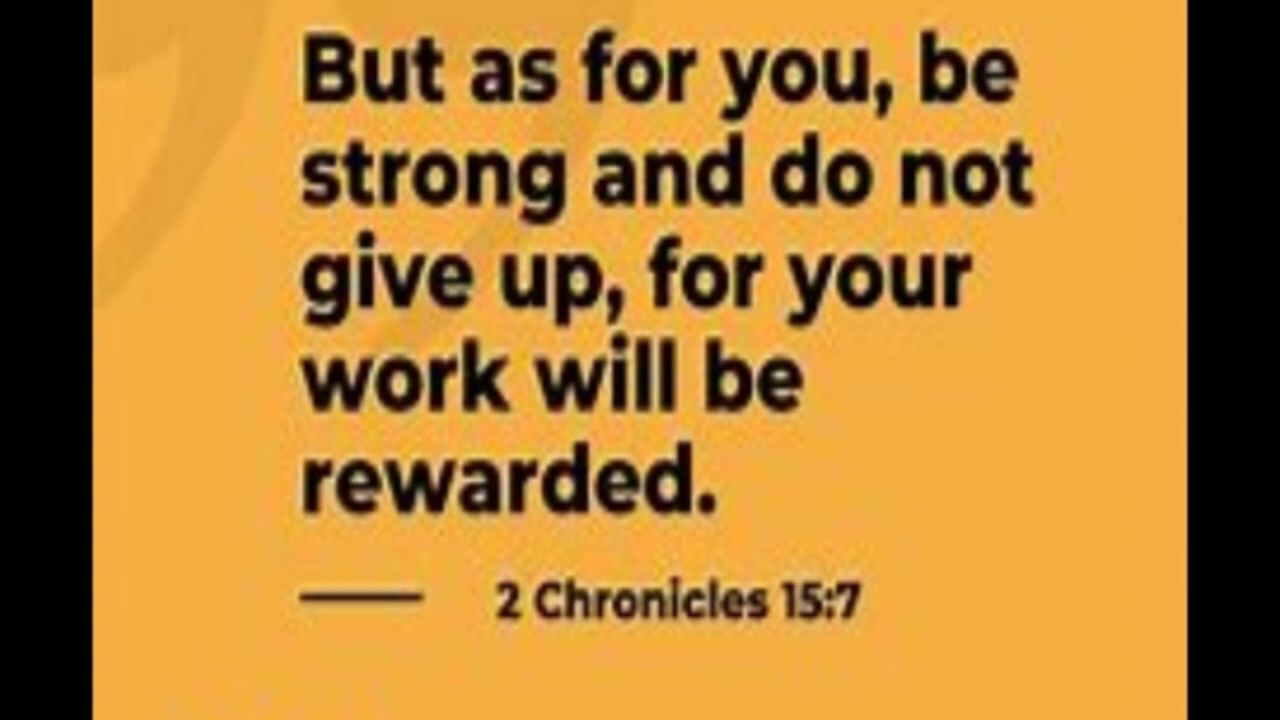 But as for you, be
strong and do not
give up, for your
work will be
rewarded.
2 Chronicles 15:7